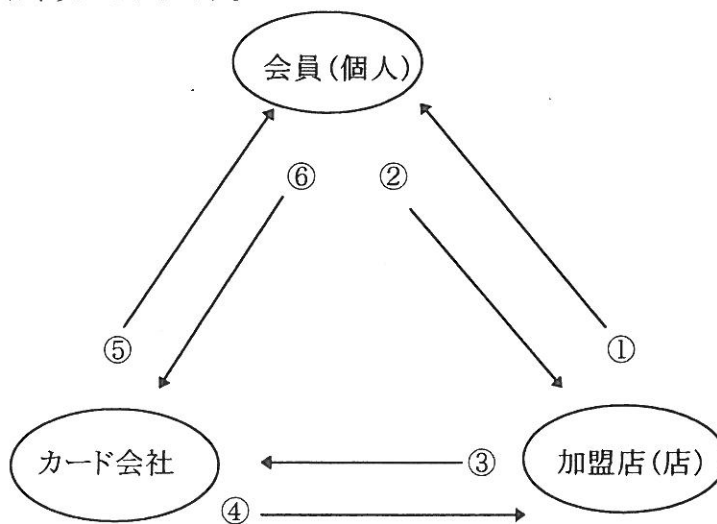 会員(個人)
⑥ ②
⑤ ①
カード会社 ③ 加盟店(店)
④